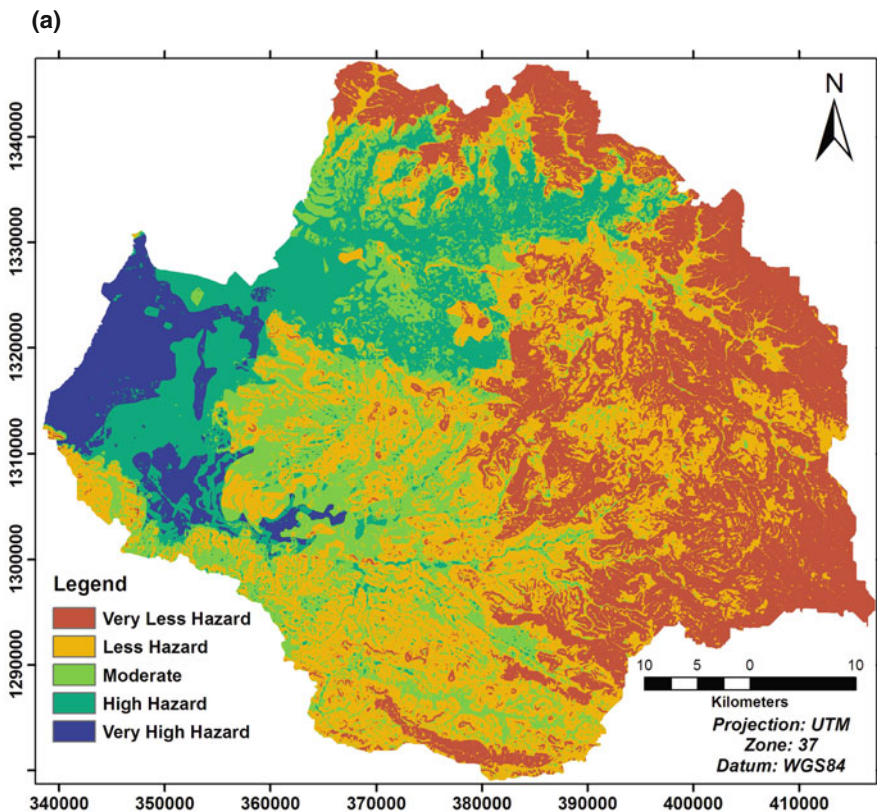 (a)
N
1340000
1330000
1320000
1310000
1300000
1290000
Legend
Very Less Hazard
Less Hazard
Moderate
High Hazard
Very High Hazard
10 5 0 10
Kilometers
Projection: UTM
Zone: 37
Datum: WGS84
340000 350000 360000 370000 380000 390000 400000 410000